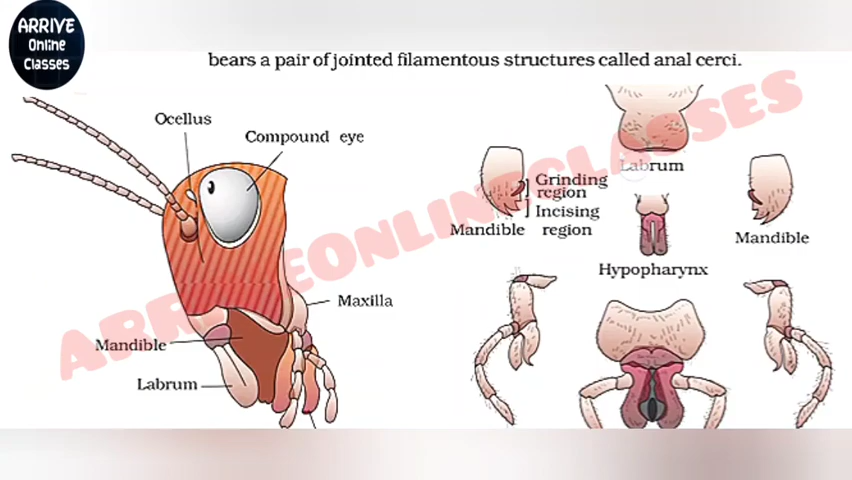 ARRIVE
Online
Classes
bears a pair of jointed filamentous structures called anal cerci.
Ocellus
Compound eye
Maxilla
Mandible
Labrum
Labrum
Grinding
region
Incising
region
Mandible
Mandible
Hypopharynx
ARRIVEONLINECLASSES